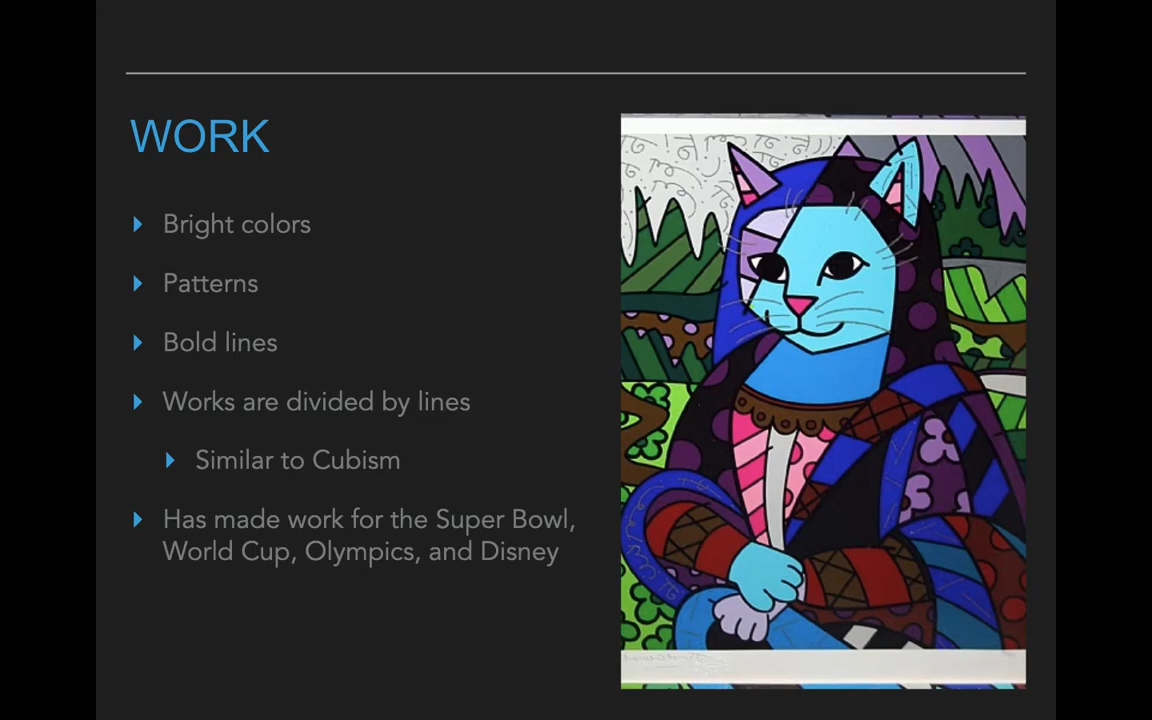 WORK
Bright colors
Patterns
Bold lines
Works are divided by lines
Similar to Cubism
Has made work for the Super Bowl,
World Cup, Olympics, and Disney